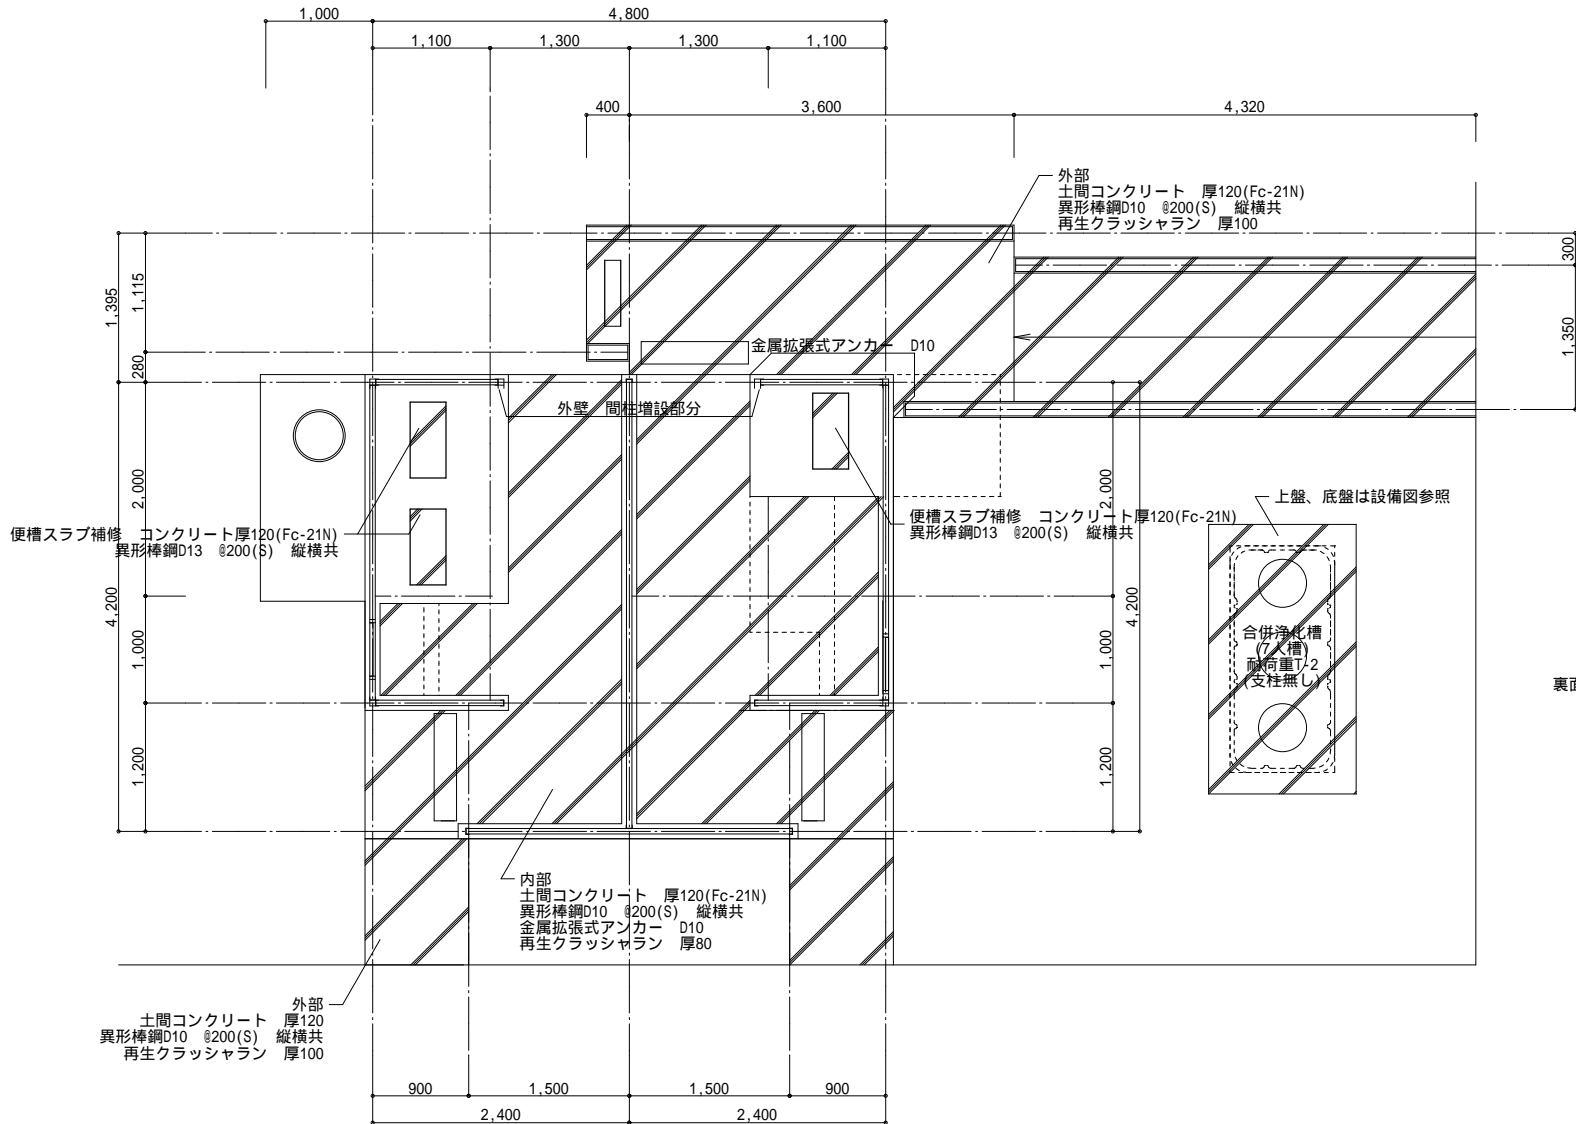 1,000
4,800
1,100
1,300
1,300
1,100
400
3,600
4,320
外部
土間コンクリート 厚120(Fc-21N)
異形棒鋼D10 @200(S) 縦横共
再生クラッシャラン 厚100
300
1,350
1,395
1,115
280
金属拡張式アンカー D10
外壁 間柱増設部分
2,000
2,000
上盤、底盤は設備図参照
便槽スラブ補修 コンクリート厚120(Fc-21N)
異形棒鋼D13 @200(S) 縦横共
便槽スラブ補修 コンクリート厚120(Fc-21N)
異形棒鋼D13 @200(S) 縦横共
4,200
1,000
4,200
1,000
合併浄化槽
(7人槽)
耐荷重T-2
(支柱無し)
裏面
1,200
1,200
内部
土間コンクリート 厚120(Fc-21N)
異形棒鋼D10 @200(S) 縦横共
金属拡張式アンカー D10
再生クラッシャラン 厚80
外部
土間コンクリート 厚120
異形棒鋼D10 @200(S) 縦横共
再生クラッシャラン 厚100
900
1,500
1,500
900
2,400
2,400